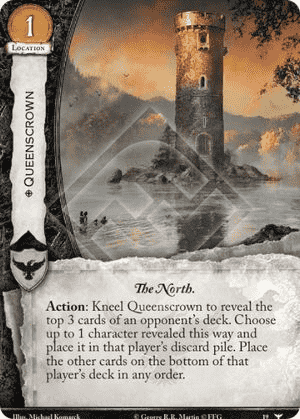 1
LOCATION
QUEENSCROWN
The North.
Action: Kneel Queenscrown to reveal the
top 3 cards of an opponent's deck. Choose
up to 1 character revealed this way and
place it in that player's discard pile. Place
the other cards on the bottom of that
player's deck in any order.
Illus. Michael Komarck
© George R.R. Martin © FFG
19